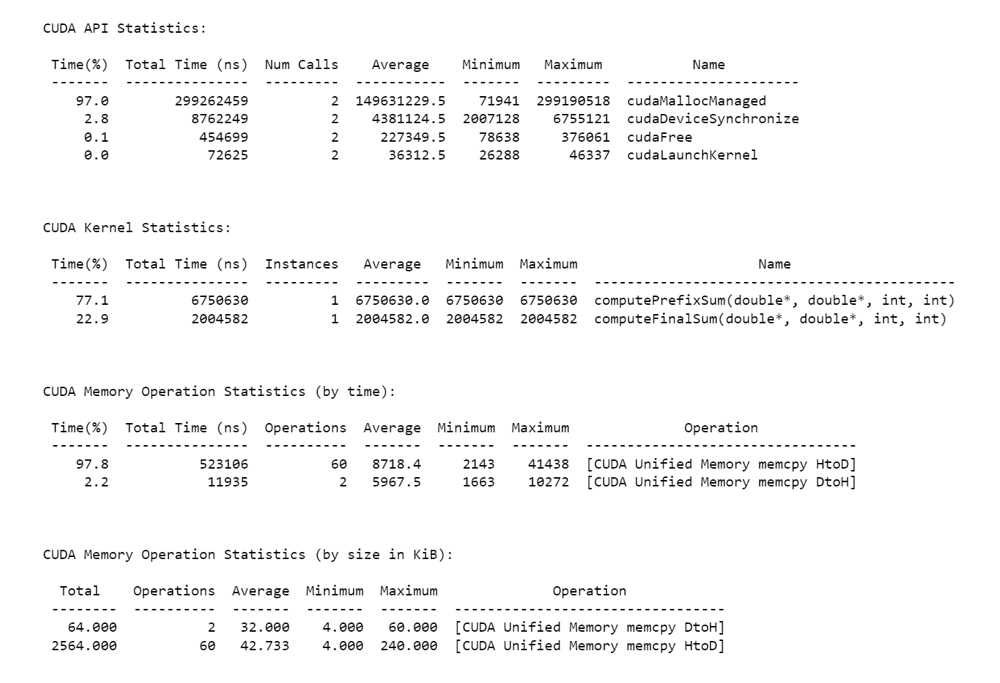 CUDA API Statistics:
Time(%)  Total Time (ns)  Num Calls    Average    Minimum   Maximum           Name
-------  ---------------  ---------  -----------  -------  ---------  ---------------------
   97.0        299262459          2  149631229.5    71941  299190518  cudaMallocManaged
    2.8          8762249          2    4381124.5  2007128    6755121  cudaDeviceSynchronize
    0.1           454699          2     227349.5    78638     376061  cudaFree
    0.0            72625          2      36312.5    26288      46337  cudaLaunchKernel
CUDA Kernel Statistics:
Time(%)  Total Time (ns)  Instances   Average   Minimum  Maximum                      Name
-------  ---------------  ---------  ---------  -------  -------  --------------------------------------------
   77.1          6750630          1  6750630.0  6750630  6750630  computePrefixSum(double*, double*, int, int)
   22.9          2004582          1  2004582.0  2004582  2004582  computeFinalSum(double*, double*, int, int)
CUDA Memory Operation Statistics (by time):
Time(%)  Total Time (ns)  Operations  Average  Minimum  Maximum              Operation
-------  ---------------  ----------  -------  -------  -------  ---------------------------------
   97.8           523106          60   8718.4     2143    41438  [CUDA Unified Memory memcpy HtoD]
    2.2            11935           2   5967.5     1663    10272  [CUDA Unified Memory memcpy DtoH]
CUDA Memory Operation Statistics (by size in KiB):
 Total    Operations  Average  Minimum  Maximum              Operation
--------  ----------  -------  -------  -------  ---------------------------------
  64.000           2   32.000    4.000   60.000  [CUDA Unified Memory memcpy DtoH]
2564.000          60   42.733    4.000  240.000  [CUDA Unified Memory memcpy HtoD]